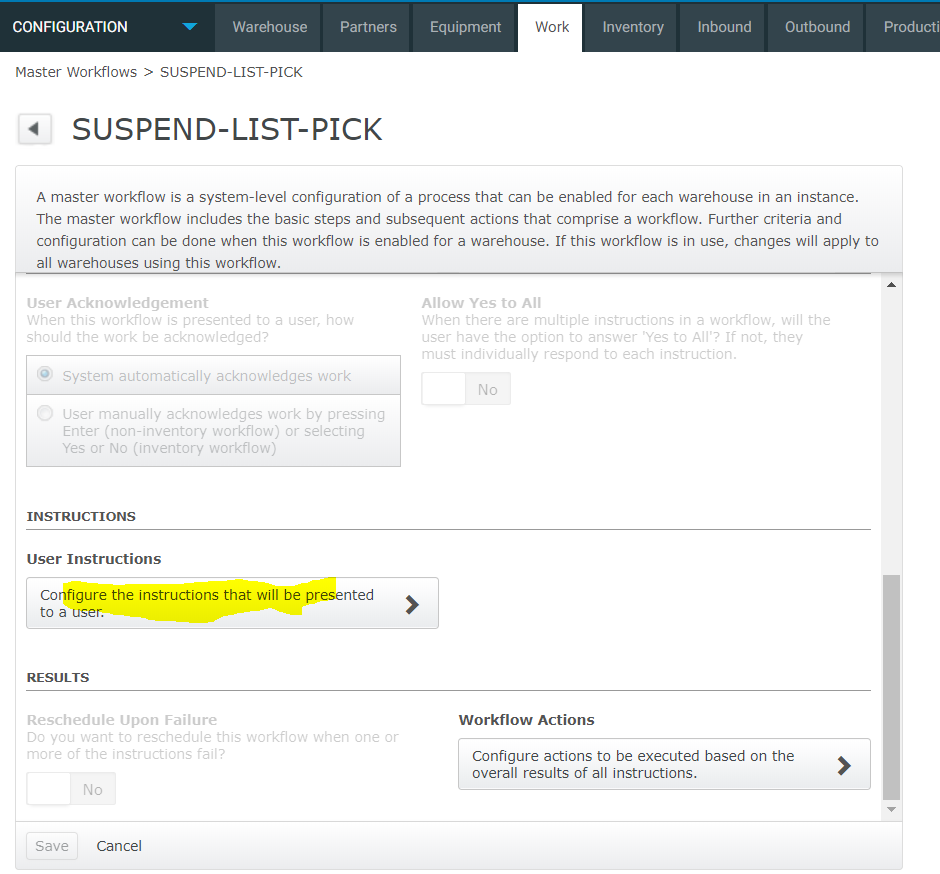 CONFIGURATION Warehouse Partners Equipment Work Inventory Inbound Outbound Producti
Master Workflows > SUSPEND-LIST-PICK
SUSPEND-LIST-PICK
A master workflow is a system-level configuration of a process that can be enabled for each warehouse in an instance.
The master workflow includes the basic steps and subsequent actions that comprise a workflow. Further criteria and
configuration can be done when this workflow is enabled for a warehouse. If this workflow is in use, changes will apply to
all warehouses using this workflow.
User Acknowledgement
When this workflow is presented to a user, how
should the work be acknowledged?
System automatically acknowledges work
User manually acknowledges work by pressing
Enter (non-inventory workflow) or selecting
Yes or No (inventory workflow)
Allow Yes to All
When there are multiple instructions in a workflow, will the
user have the option to answer 'Yes to All'? If not, they
must individually respond to each instruction.
No
INSTRUCTIONS
User Instructions
Configure the instructions that will be presented
to a user.
RESULTS
Reschedule Upon Failure
Do you want to reschedule this workflow when one or
more of the instructions fail?
No
Workflow Actions
Configure actions to be executed based on the
overall results of all instructions.
Save Cancel